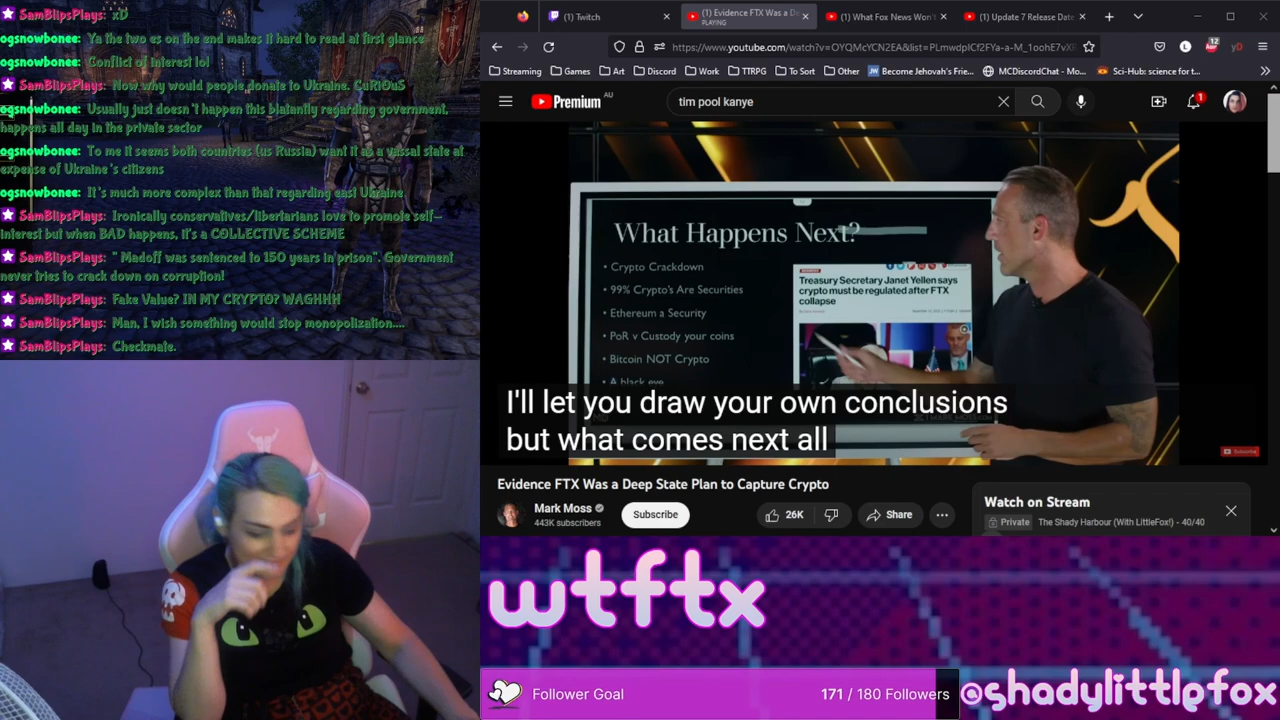 SamBlipsPlays: xD
ogsnowbonee: Ya the two es on the end makes it hard to read at first glance
ogsnowbonee: Conflict of interest lol
SamBlipsPlays: Now why would people donate to Ukraine. CuRiOuS
ogsnowbonee: Usually just doesn't happen this blatantly regarding government,
happens all day in the private sector
ogsnowbonee: To me it seems both countries (us Russia) want it as a vassal state at
expense of Ukraine's citizens
ogsnowbonee: It's much more complex than that regarding east Ukraine
SamBlipsPlays: Ironically conservatives/libertarians love to promote self-
interest but when BAD happens, it's a COLLECTIVE SCHEME
SamBlipsPlays: " Madoff was sentenced to 150 years in prison". Government
never tries to crack down on corruption!
SamBlipsPlays: Fake Value? IN MY CRYPTO? WAGHHH
SamBlipsPlays: Man, I wish something would stop monopolization....
SamBlipsPlays: Checkmate.
(1) Twitch
(1) Evidence FTX Was a De
PLAYING
(1) What Fox News Won't
(1) Update 7 Release Date
https://www.youtube.com/watch?v=OYQMcYCN2EA&list=PLmwdpICf2FYa-a-M_1oohE7vXF
12
Streaming
Games
Art
Discord
Work
TTRPG
To Sort
Other
Become Jehovah's Frie...
MCDiscordChat - Mo...
Sci-Hub: science for t...
Premium
AU
tim pool kanye
1
What Happens Next?
• Crypto Crackdown
• 99% Crypto's Are Securities
• Ethereum a Security
• PoR v Custody your coins
• Bitcoin NOT Crypto
• A black eye
Treasury Secretary Janet Yellen says
crypto must be regulated after FTX
collapse
I'll let you draw your own conclusions
but what comes next all
Subscribe
Evidence FTX Was a Deep State Plan to Capture Crypto
Mark Moss
443K subscribers
Subscribe
26K
Share
Watch on Stream
Private
The Shady Harbour (With LittleFox!) - 40/40
wtftx
Follower Goal
171 / 180 Followers
@shadylittlefox